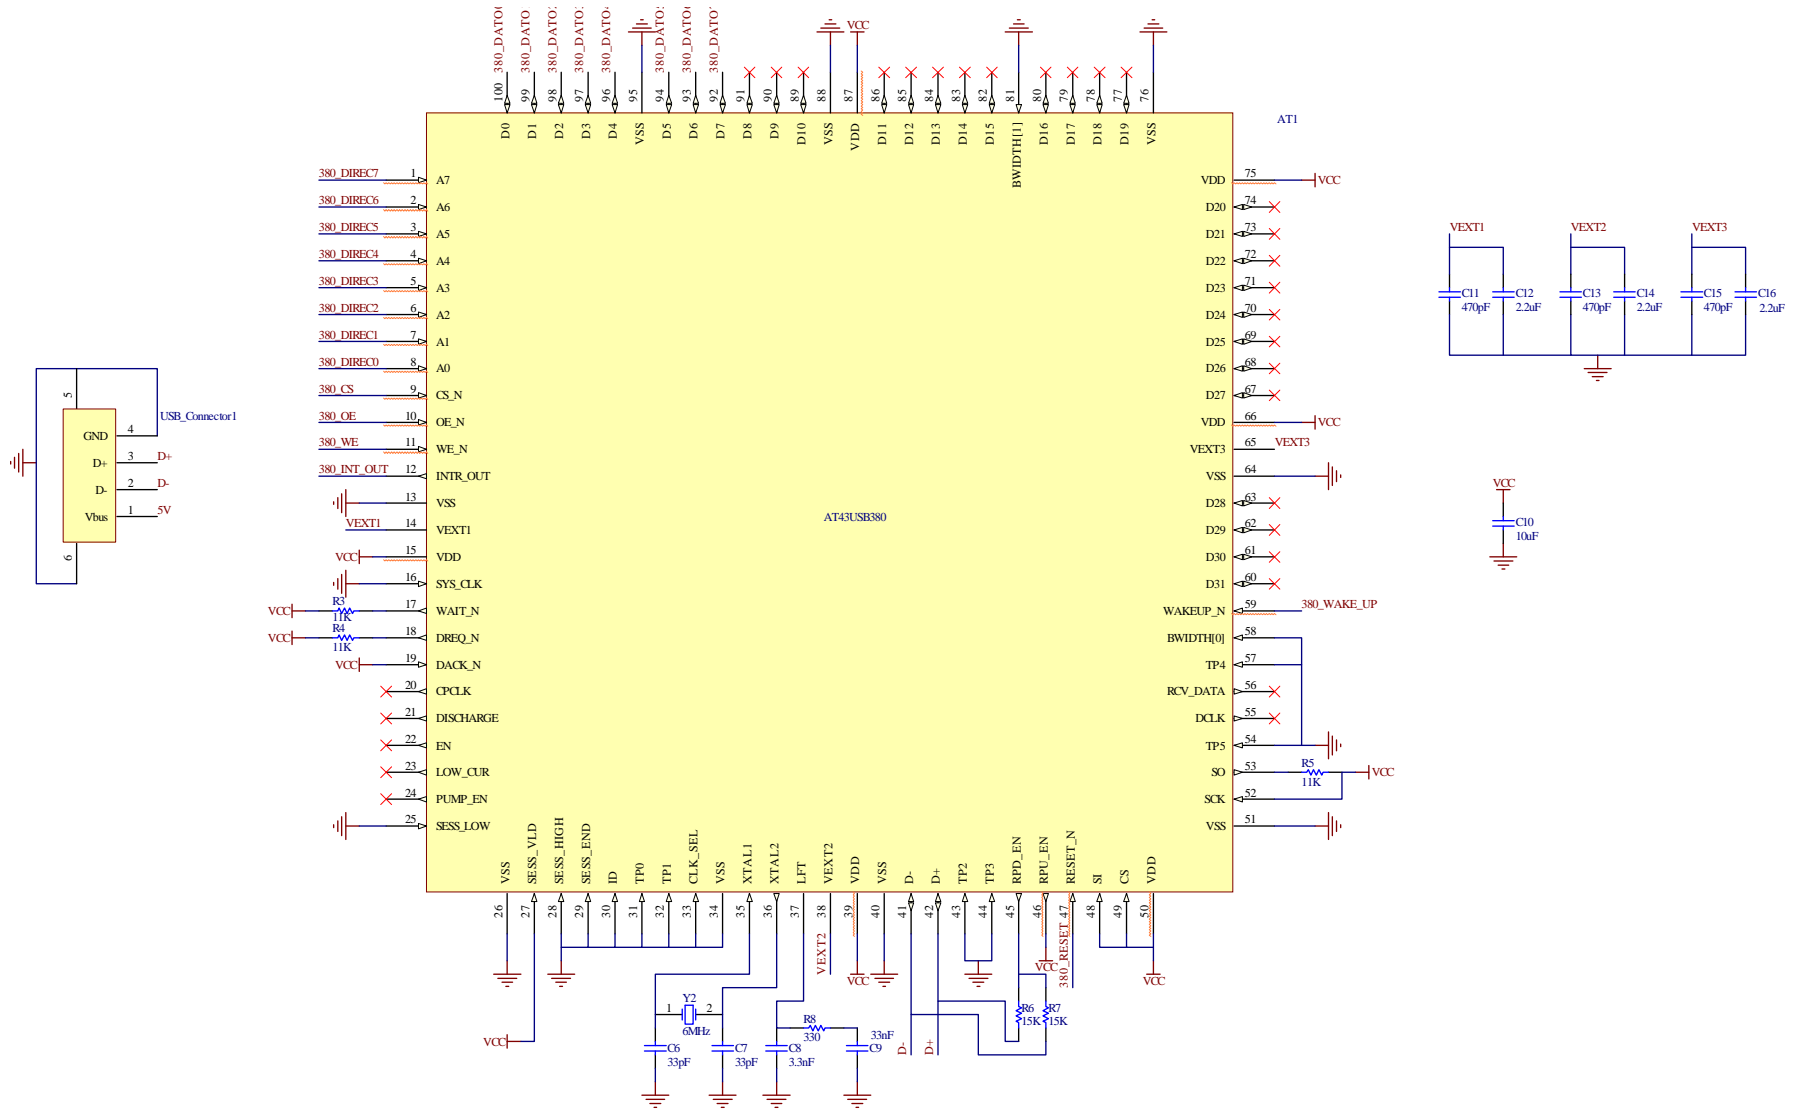 380_DATO
380_DATO
380_DATO
380_DATO
380_DATO
380_DATO
380_DATO
380_DATO
VCC
100 99 98 97 96 95 94 93 92 91 90 89 88 87 86 85 84 83 82 81 80 79 78 77 76
D0 D1 D2 D3 D4 VSS D5 D6 D7 D8 D9 D10 VSS VDD D11 D12 D13 D14 D15 BWIDTH[1] D16 D17 D18 D19 VSS
AT1
380_DIREC7 1 A7
380_DIREC6 2 A6
380_DIREC5 3 A5
380_DIREC4 4 A4
380_DIREC3 5 A3
380_DIREC2 6 A2
380_DIREC1 7 A1
380_DIREC0 8 A0
380_CS 9 CS_N
380_OE 10 OE_N
380_WE 11 WE_N
380_INT_OUT 12 INTR_OUT
13 VSS
VEXT1 14 VEXT1
VCC 15 VDD
16 SYS_CLK
VCC R3 11K 17 WAIT_N
VCC R4 11K 18 DREQ_N
VCC 19 DACK_N
20 CPCLK
21 DISCHARGE
22 EN
23 LOW_CUR
24 PUMP_EN
25 SESS_LOW
AT43USB380
VDD 75 VCC
D20 74
D21 73
D22 72
D23 71
D24 70
D25 69
D26 68
D27 67
VDD 66 VCC
VEXT3 65 VEXT3
VSS 64
D28 63
D29 62
D30 61
D31 60
WAKEUP_N 59 380_WAKE_UP
BWIDTH[0] 58
TP4 57
RCV_DATA 56
DCLK 55
TP5 54
SO 53 R5 11K VCC
SCK 52
VSS 51
VSS SESS_VLD SESS_HIGH SESS_END ID TP0 TP1 CLK_SEL VSS XTAL1 XTAL2 LFT VEXT2 VDD VSS D- D+ TP2 TP3 RPD_EN RPU_EN RESET_N SI CS VDD
26 27 28 29 30 31 32 33 34 35 36 37 38 39 40 41 42 43 44 45 46 47 48 49 50
VEXT2
VCC
VCC
380_RESET
VCC
VCC
1 Y2 2
6MHz
C6
33pF
C7
33pF
R8
330
C8
3.3nF
33nF
C9
D-
D+
R6
15K
R7
15K
USB_Connector1
5
GND 4
D+ 3 D+
D- 2 D-
Vbus 1 5V
6
VEXT1 VEXT2 VEXT3
C11 C12 C13 C14 C15 C16
470pF 2.2uF 470pF 2.2uF 470pF 2.2uF
VCC
C10
10uF